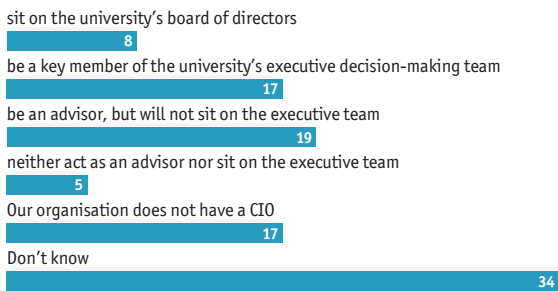 sit on the university’s board of directors
8
be a key member of the university’s executive decision-making team
17
be an advisor, but will not sit on the executive team
19
neither act as an advisor nor sit on the executive team
5
Our organisation does not have a CIO
17
Don’t know
34